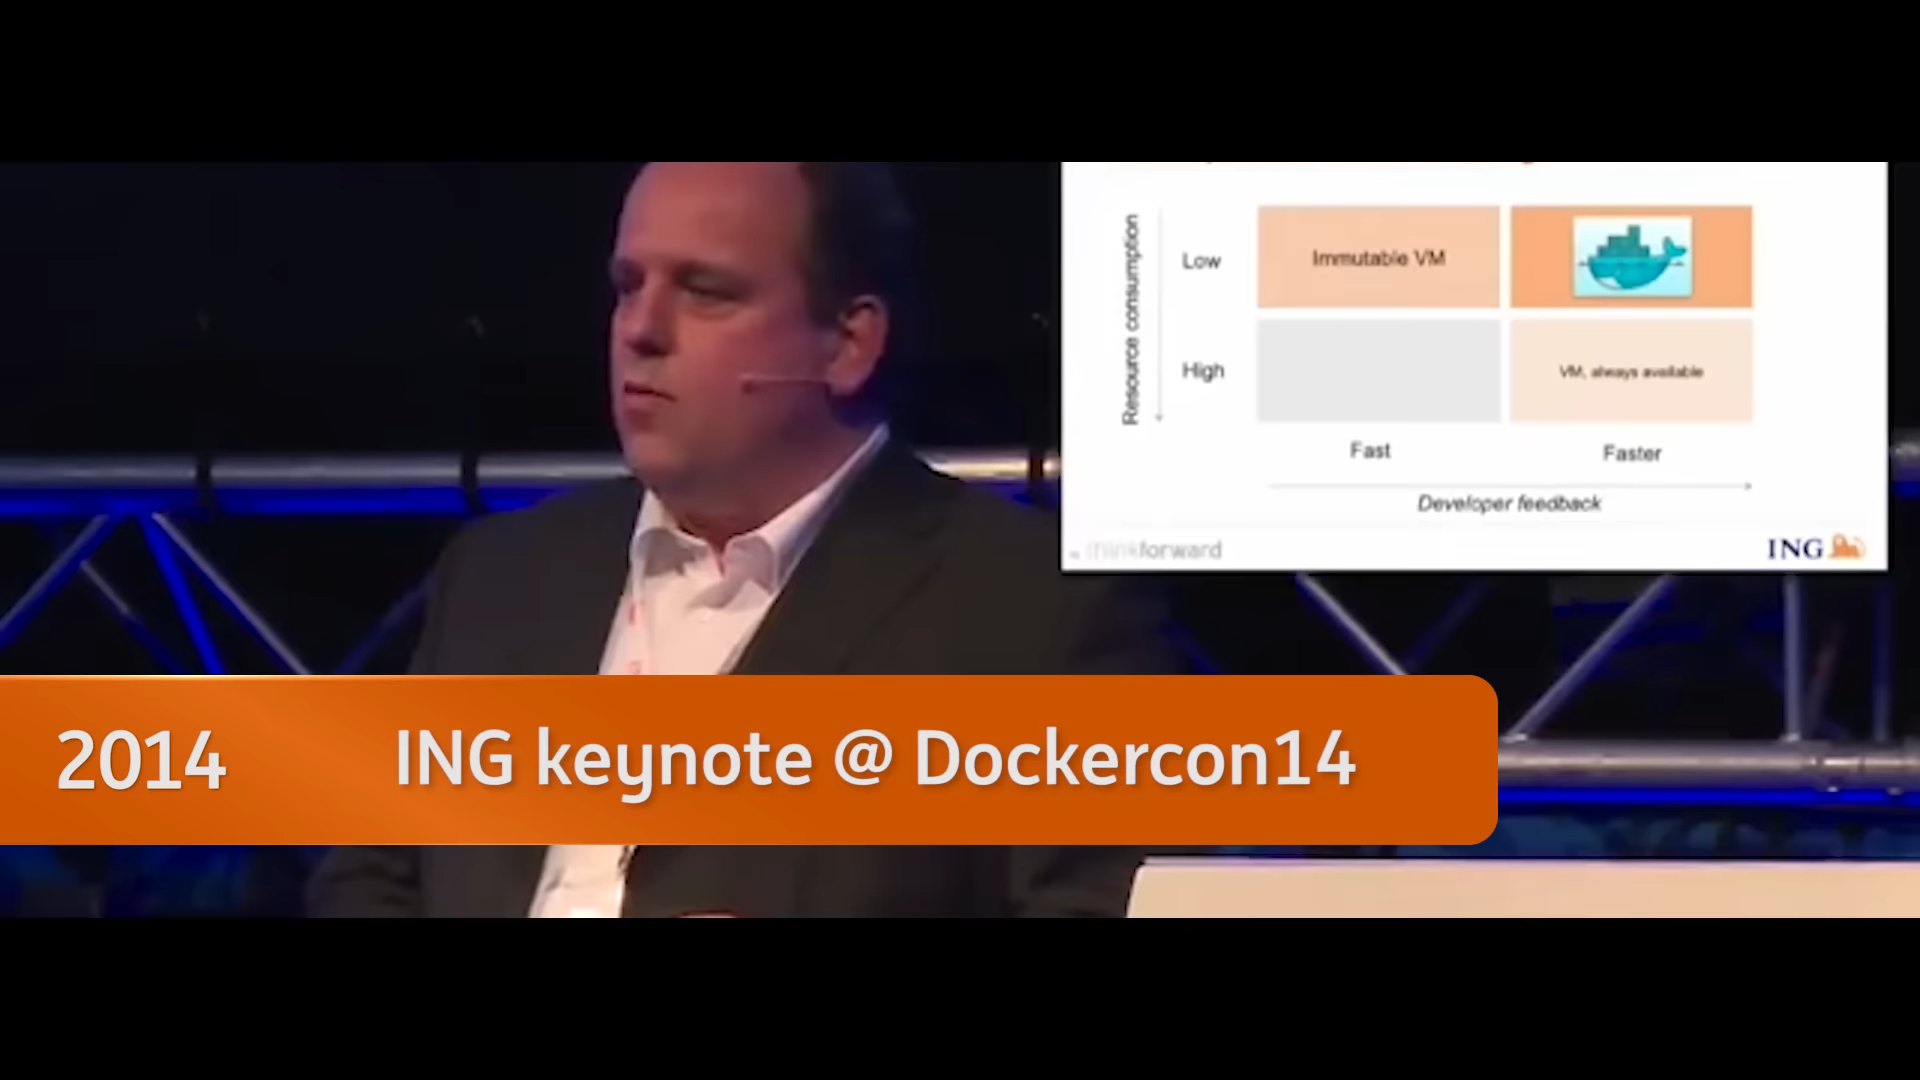 Resource consumption
Low
Immutable VM
High
VM, always available
Fast
Faster
Developer feedback
thinkforward
ING
2014
ING keynote @ Dockercon14